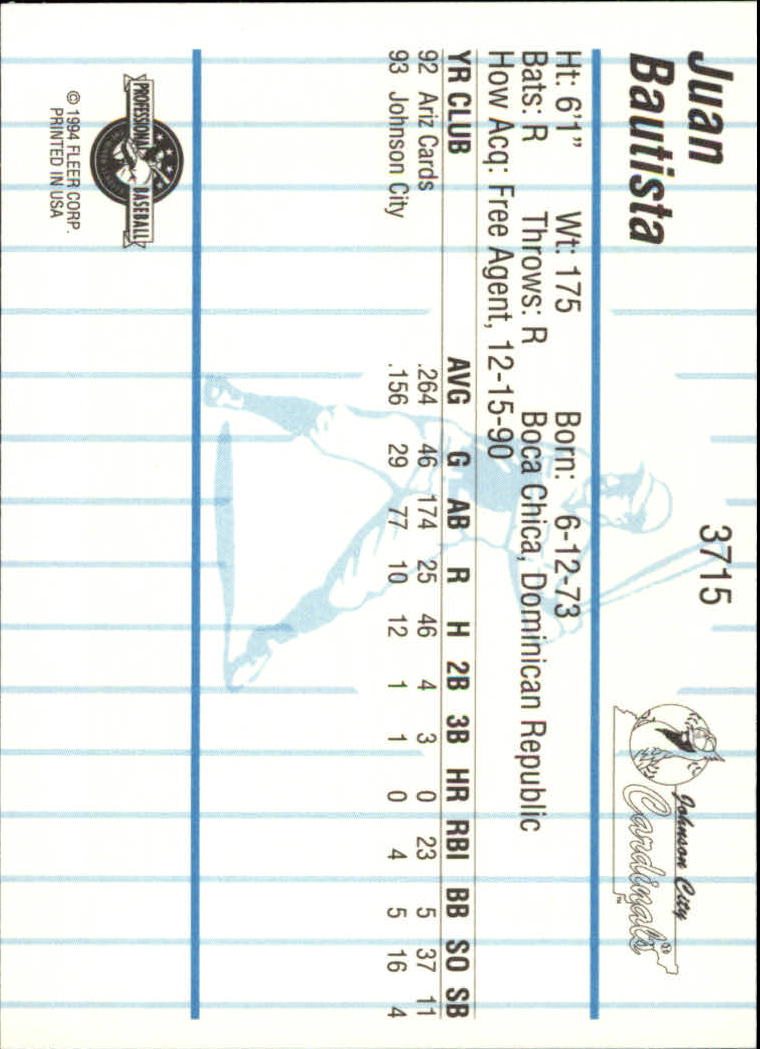 Juan
Bautista
3715
Johnson City
Cardinals
TM
Ht: 6'1" Wt: 175 Born: 6-12-73
Bats: R Throws: R Boca Chica, Dominican Republic
How Acq: Free Agent, 12-15-90
YR CLUB AVG G AB R H 2B 3B HR RBI BB SO SB
92 Ariz Cards .264 46 174 25 46 4 3 0 23 5 37 11
93 Johnson City .156 29 77 10 12 1 1 0 4 5 16 4
PROFESSIONAL BASEBALL
© 1994 FLEER CORP.
PRINTED IN USA